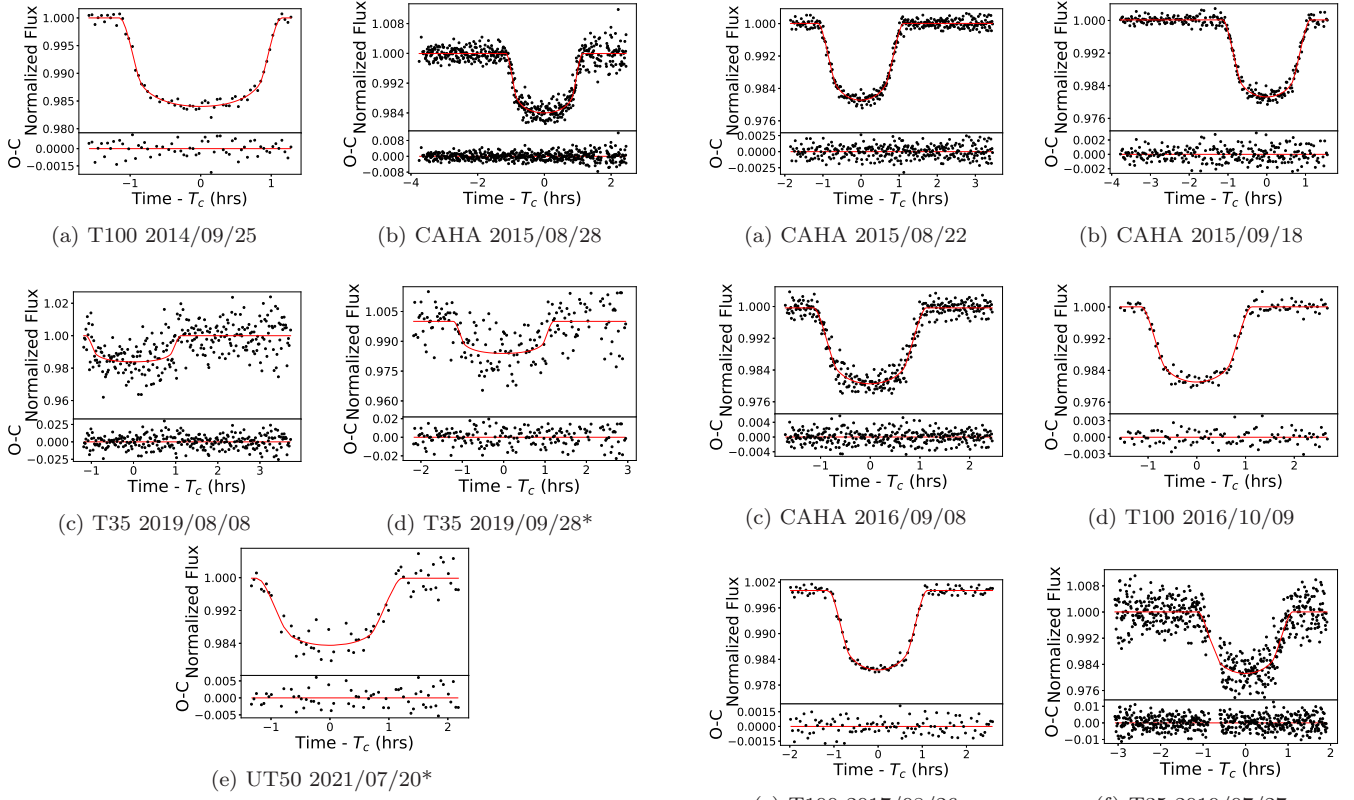 Normalized Flux
1.000
0.995
0.990
0.985
0.980
O-C
0.0000
−0.0015
−1 0 1
Time - Tc (hrs)
(a) T100 2014/09/25
Normalized Flux
1.008
1.000
0.992
0.984
O-C
0.008
0.000
−0.008
−4 −2 0 2
Time - Tc (hrs)
(b) CAHA 2015/08/28
Normalized Flux
1.000
0.992
0.984
0.976
O-C
0.0025
0.0000
−0.0025
−2 −1 0 1 2 3
Time - Tc (hrs)
(a) CAHA 2015/08/22
Normalized Flux
1.000
0.992
0.984
0.976
O-C
0.002
0.000
−0.002
−4 −3 −2 −1 0 1
Time - Tc (hrs)
(b) CAHA 2015/09/18
Normalized Flux
1.02
1.00
0.98
0.96
O-C
0.025
0.000
−0.025
−1 0 1 2 3
Time - Tc (hrs)
(c) T35 2019/08/08
Normalized Flux
1.005
0.990
0.975
0.960
O-C
0.02
0.00
−0.02
−2 −1 0 1 2 3
Time - Tc (hrs)
(d) T35 2019/09/28*
Normalized Flux
1.000
0.992
0.984
0.976
O-C
0.004
0.000
−0.004
−1 0 1 2
Time - Tc (hrs)
(c) CAHA 2016/09/08
Normalized Flux
1.000
0.992
0.984
0.976
O-C
0.003
0.000
−0.003
−1 0 1 2
Time - Tc (hrs)
(d) T100 2016/10/09
Normalized Flux
1.000
0.992
0.984
O-C
0.005
0.000
−0.005
−1 0 1 2
Time - Tc (hrs)
(e) UT50 2021/07/20*
Normalized Flux
1.002
0.996
0.990
0.984
0.978
O-C
0.0015
0.0000
−0.0015
−2 −1 0 1 2
Time - Tc (hrs)
Normalized Flux
1.008
1.000
0.992
0.984
0.976
O-C
0.01
0.00
−0.01
−3 −2 −1 0 1 2
Time - Tc (hrs)